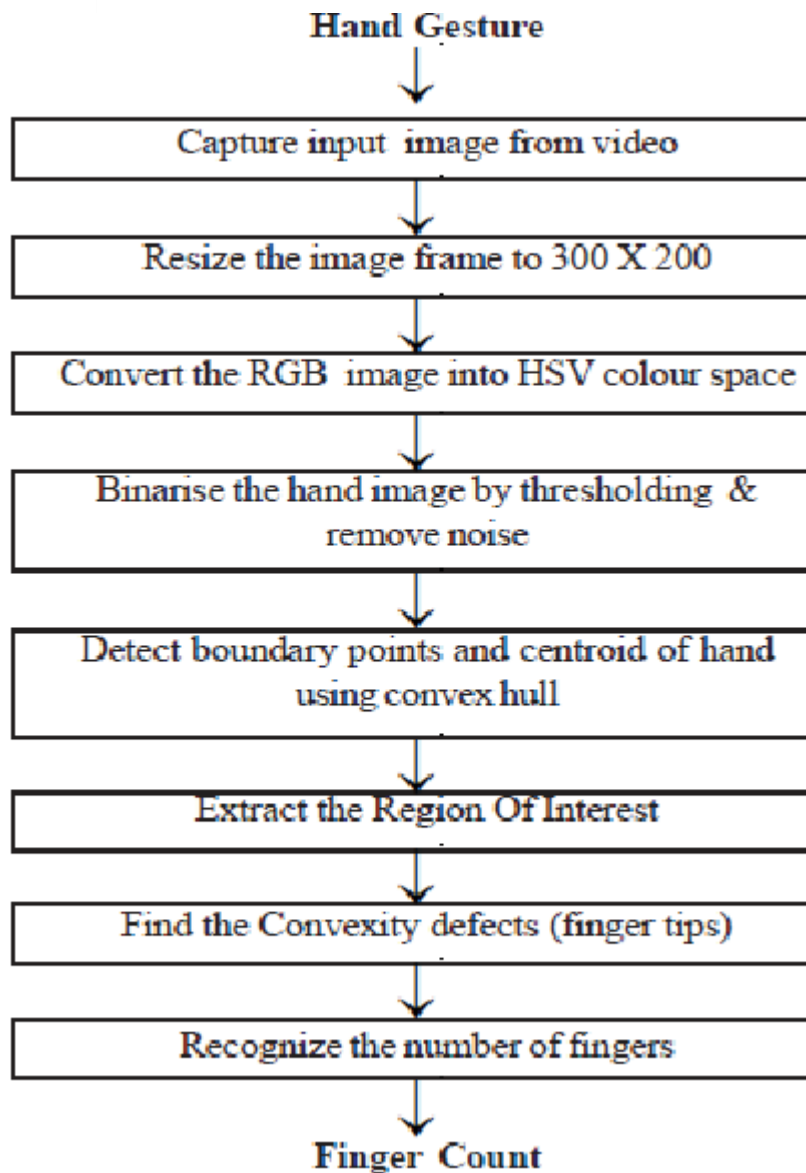 Hand Gesture
Capture input image from video
Resize the image frame to 300 X 200
Convert the RGB image into HSV colour space
Binarise the hand image by thresholding &
remove noise
Detect boundary points and centroid of hand
using convex hull
Extract the Region Of Interest
Find the Convexity defects (finger tips)
Recognize the number of fingers
Finger Count